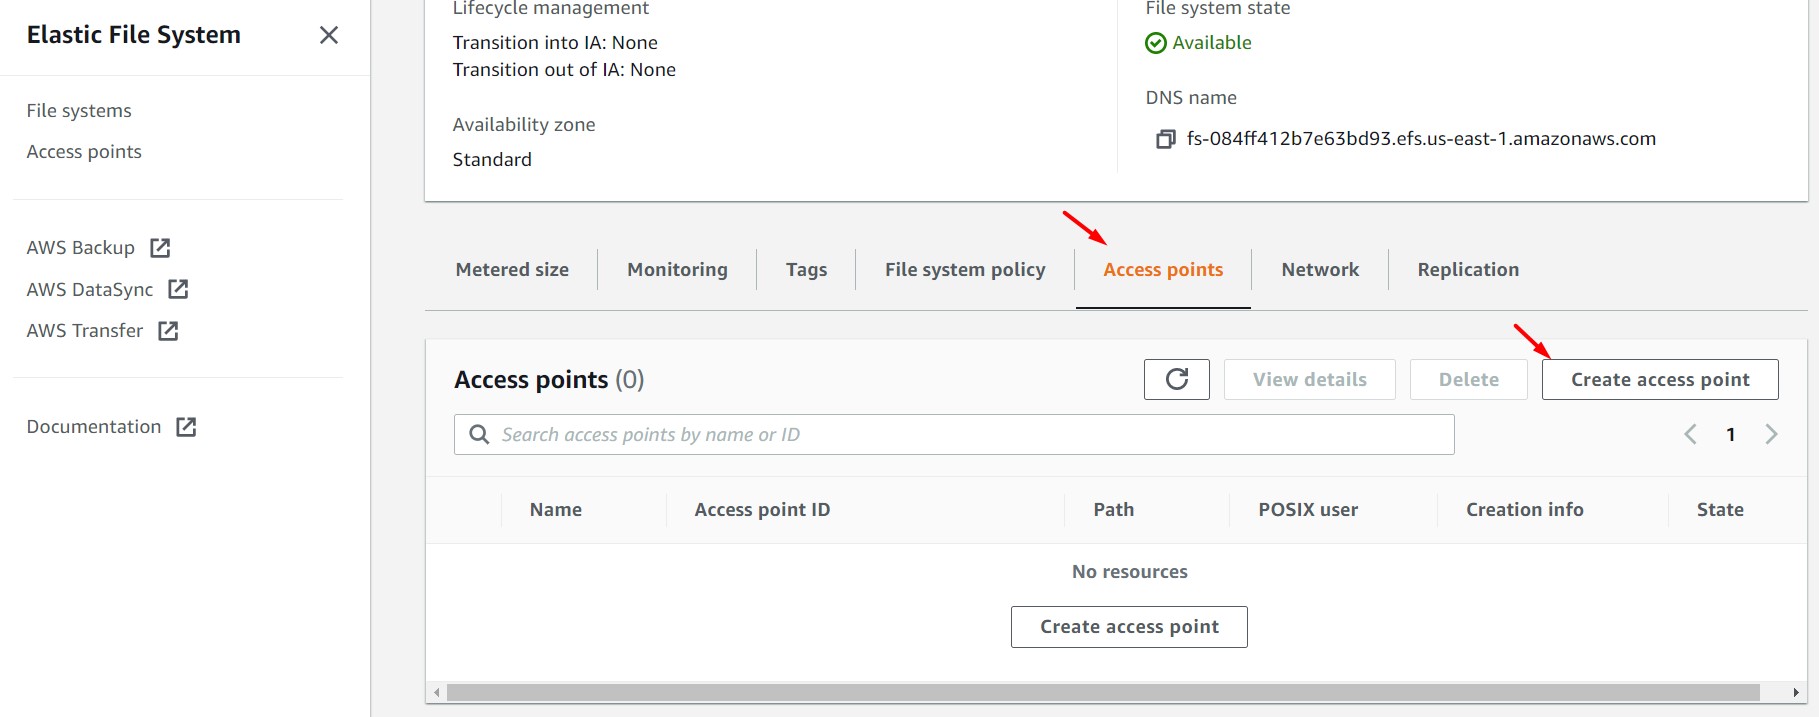 Elastic File System
File systems
Access points
AWS Backup
AWS DataSync
AWS Transfer
Documentation
Lifecycle management
Transition into IA: None
Transition out of IA: None
Availability zone
Standard
File system state
Available
DNS name
fs-084ff412b7e63bd93.efs.us-east-1.amazonaws.com
Metered size Monitoring Tags File system policy Access points Network Replication
Access points (0) View details Delete Create access point
Search access points by name or ID 1
Name Access point ID Path POSIX user Creation info State
No resources
Create access point